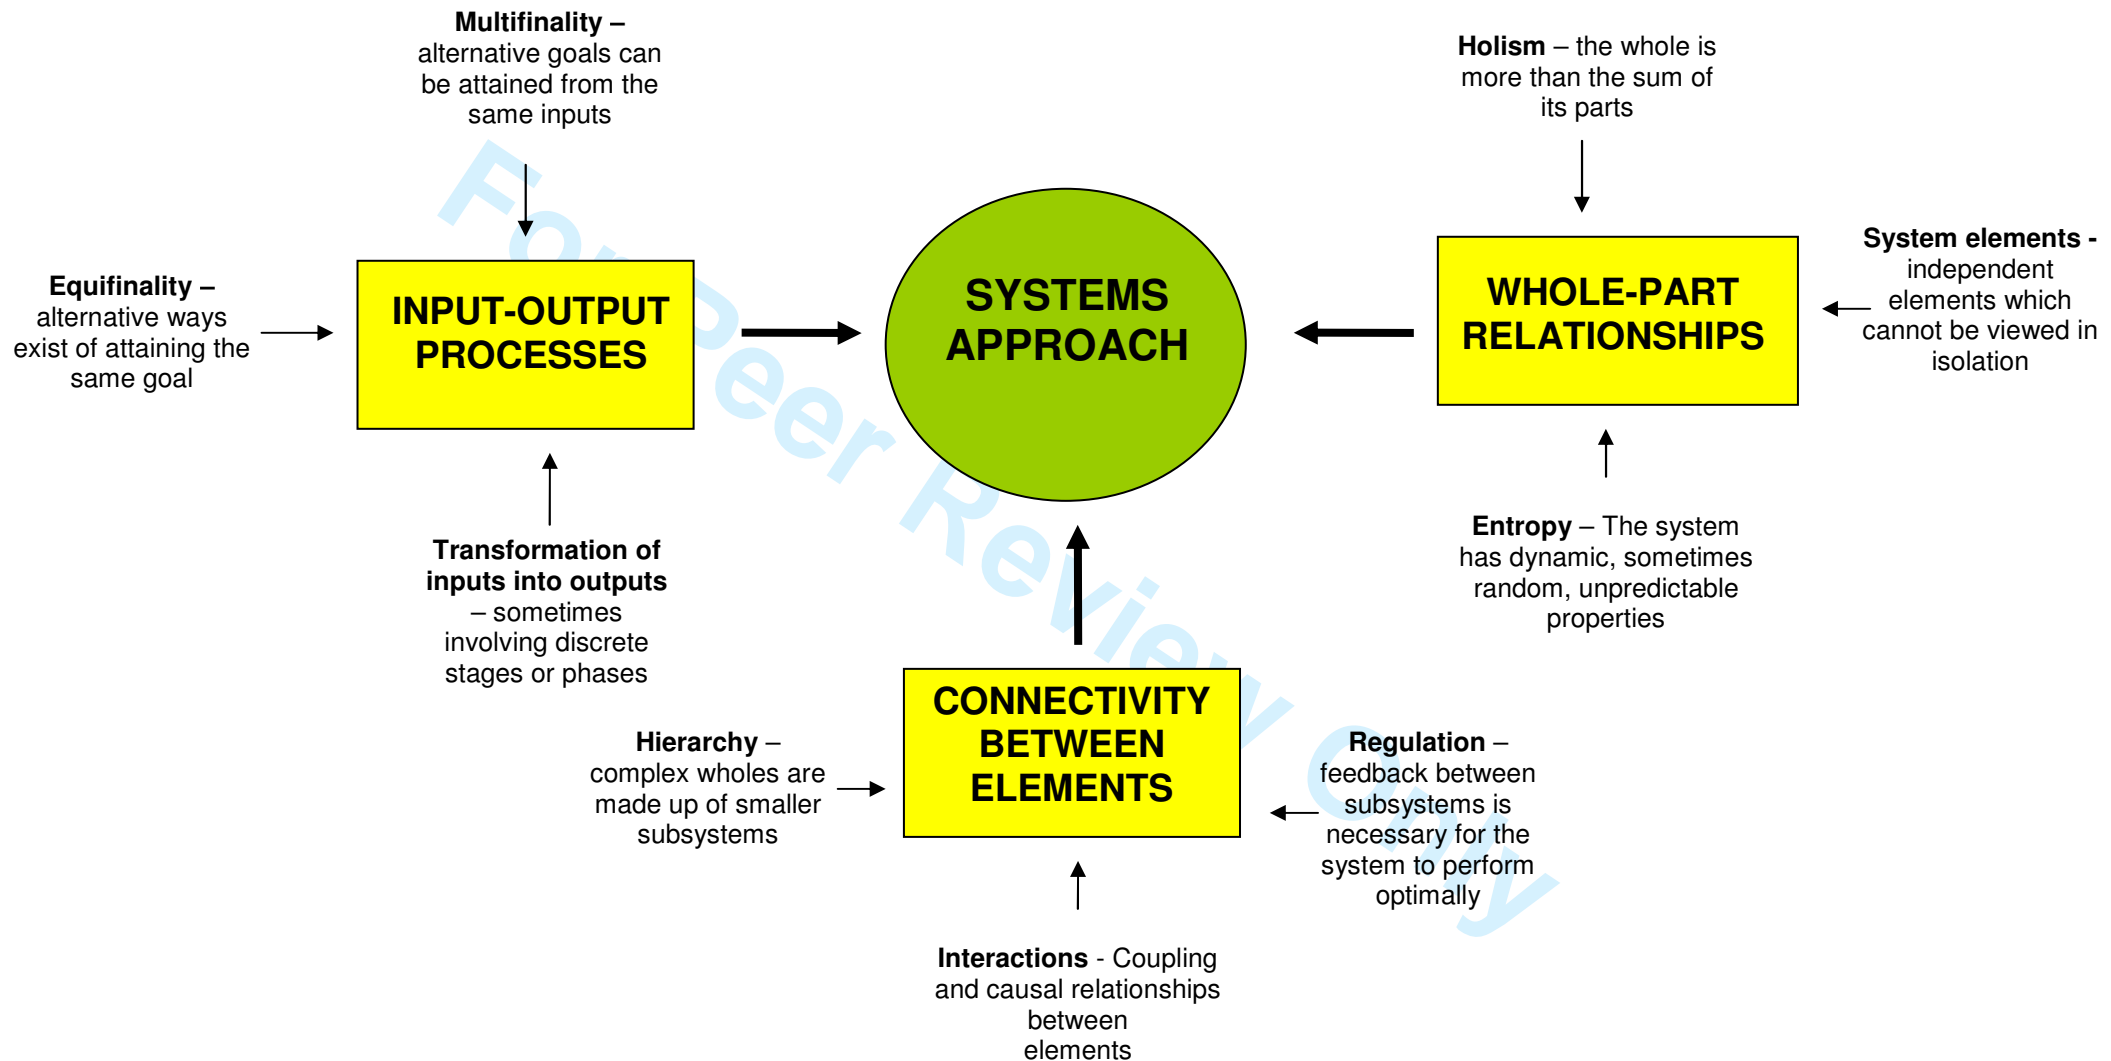 Multifinality –
alternative goals can
be attained from the
same inputs
Holism – the whole is
more than the sum of
its parts
Equifinality –
alternative ways
exist of attaining the
same goal
INPUT-OUTPUT
PROCESSES
SYSTEMS
APPROACH
WHOLE-PART
RELATIONSHIPS
System elements -
independent
elements which
cannot be viewed in
isolation
Transformation of
inputs into outputs
– sometimes
involving discrete
stages or phases
Entropy – The system
has dynamic, sometimes
random, unpredictable
properties
Hierarchy –
complex wholes are
made up of smaller
subsystems
CONNECTIVITY
BETWEEN
ELEMENTS
Regulation –
feedback between
subsystems is
necessary for the
system to perform
optimally
Interactions - Coupling
and causal relationships
between
elements
For Peer Review Only